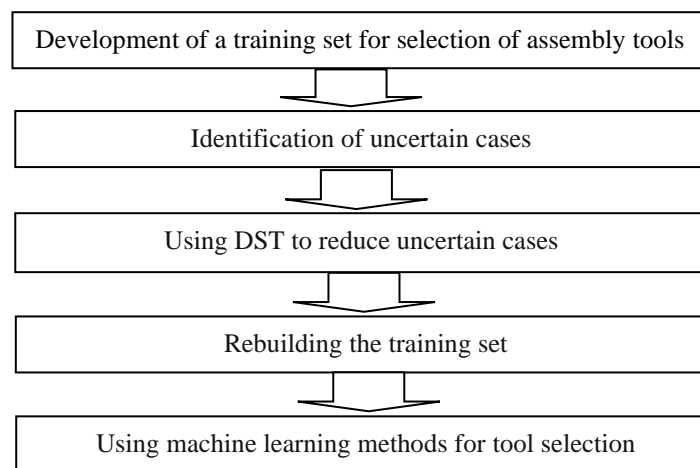 Development of a training set for selection of assembly tools
Identification of uncertain cases
Using DST to reduce uncertain cases
Rebuilding the training set
Using machine learning methods for tool selection